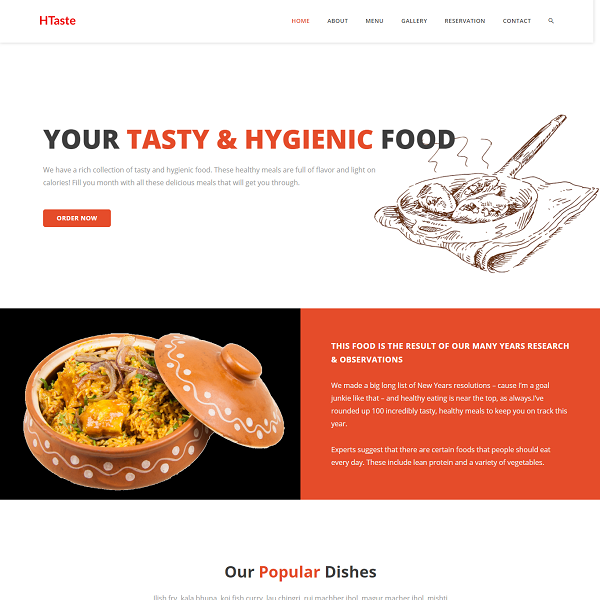 HTaste
HOME ABOUT MENU GALLERY RESERVATION CONTACT
YOUR TASTY & HYGIENIC FOOD
We have a rich collection of tasty and hygienic food. These healthy meals are full of flavor and light on
calories! Fill you month with all these delicious meals that will get you through.
ORDER NOW
THIS FOOD IS THE RESULT OF OUR MANY YEARS RESEARCH
& OBSERVATIONS
We made a big long list of New Years resolutions – cause I'm a goal
junkie like that – and healthy eating is near the top, as always.I've
rounded up 100 incredibly tasty, healthy meals to keep you on track this
year.
Experts suggest that there are certain foods that people should eat
every day. These include lean protein and a variety of vegetables.
Our Popular Dishes
Ilish fry, kala bhuna, koi fish curry, lau chingri, rui machher jhol, magur macher jhol, mishti